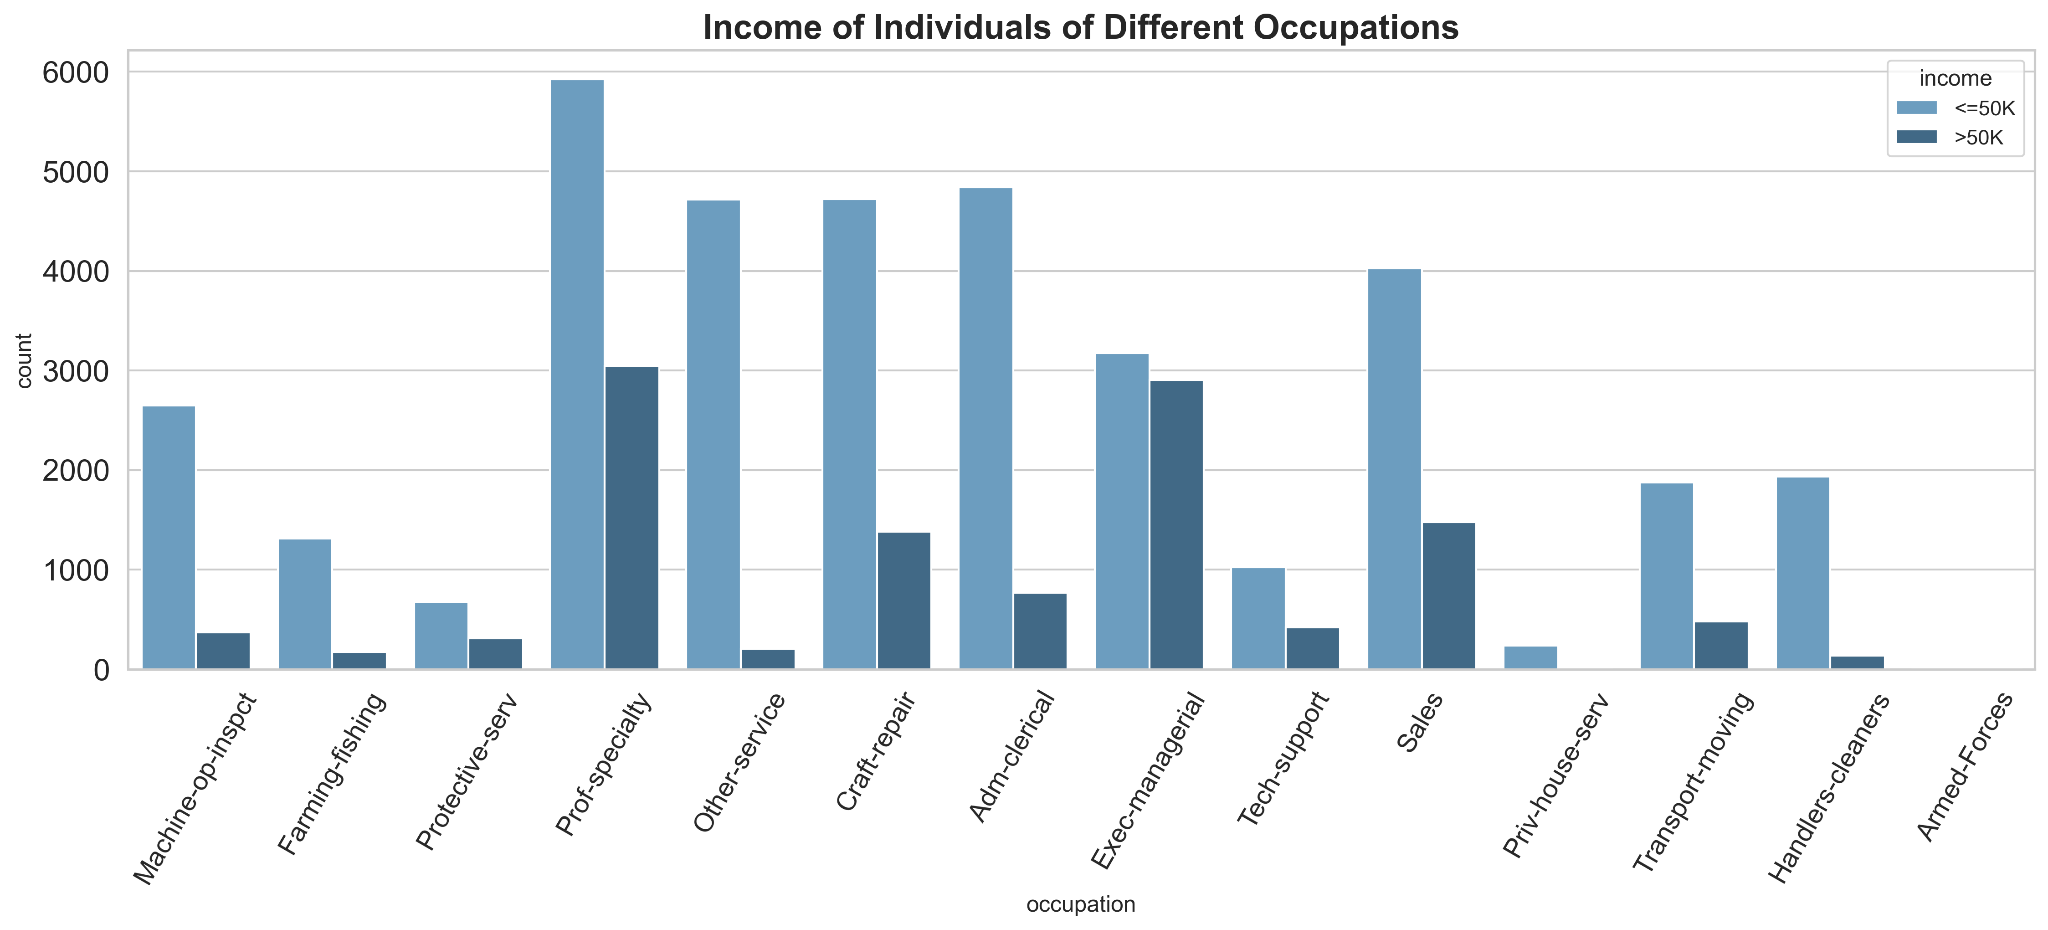 Income of Individuals of Different Occupations
income
<=50K
>50K
6000
5000
4000
3000
2000
1000
0
count
Machine-op-inspct
Farming-fishing
Protective-serv
Prof-specialty
Other-service
Craft-repair
Adm-clerical
Exec-managerial
Tech-support
Sales
Priv-house-serv
Transport-moving
Handlers-cleaners
Armed-Forces
occupation